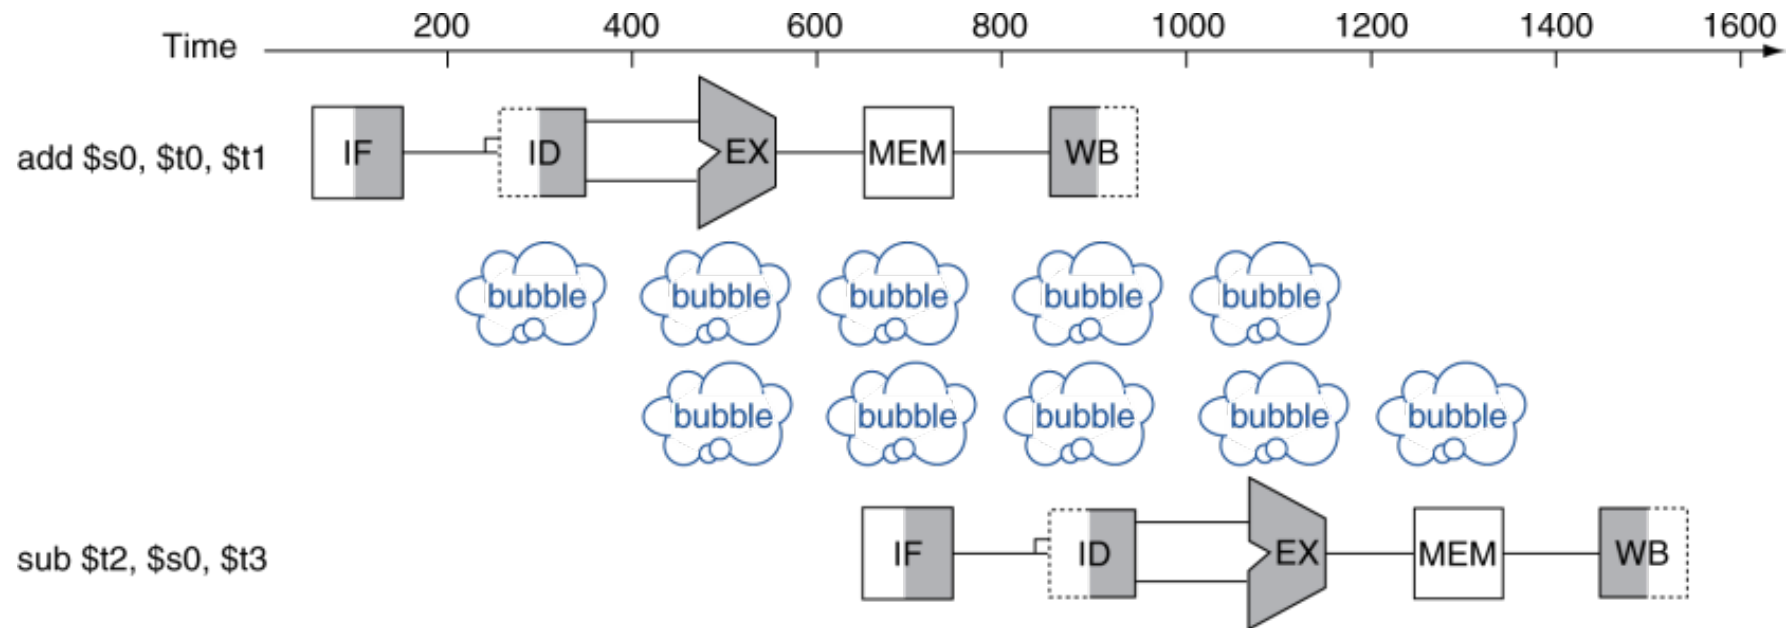 Time 200 400 600 800 1000 1200 1400 1600
add $s0, $t0, $t1 IF ID EX MEM WB
bubble bubble bubble bubble bubble
bubble bubble bubble bubble bubble
sub $t2, $s0, $t3 IF ID EX MEM WB